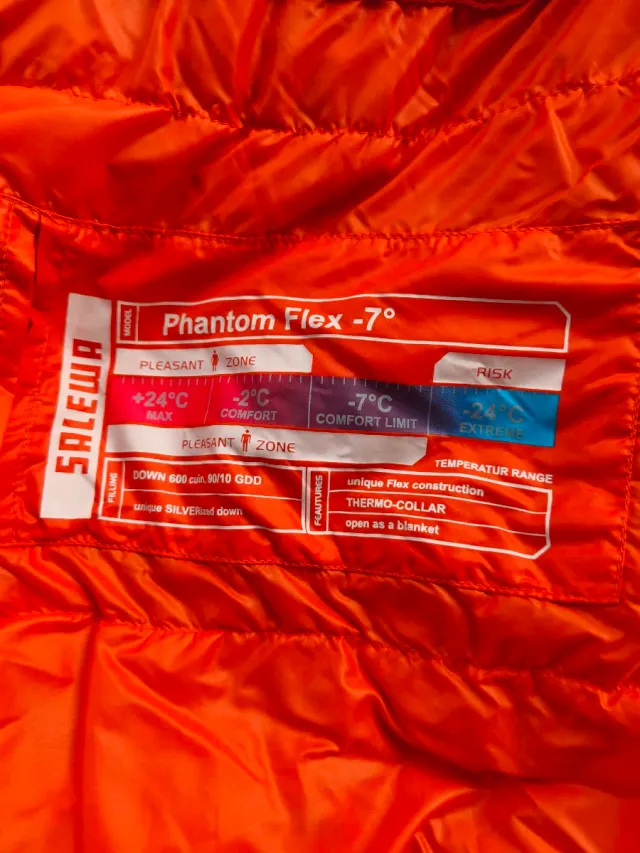 SALEWA
MODEL
Phantom Flex -7°
PLEASANT ZONE
RISK
+24°C
MAX
-2°C
COMFORT
-7°C
COMFORT LIMIT
-24°C
EXTREME
PLEASANT ZONE
TEMPERATUR RANGE
FILLING
DOWN 600 cuin, 90/10 GDD
unique SILVERized down
FEAUTURES
unique Flex construction
THERMO-COLLAR
open as a blanket